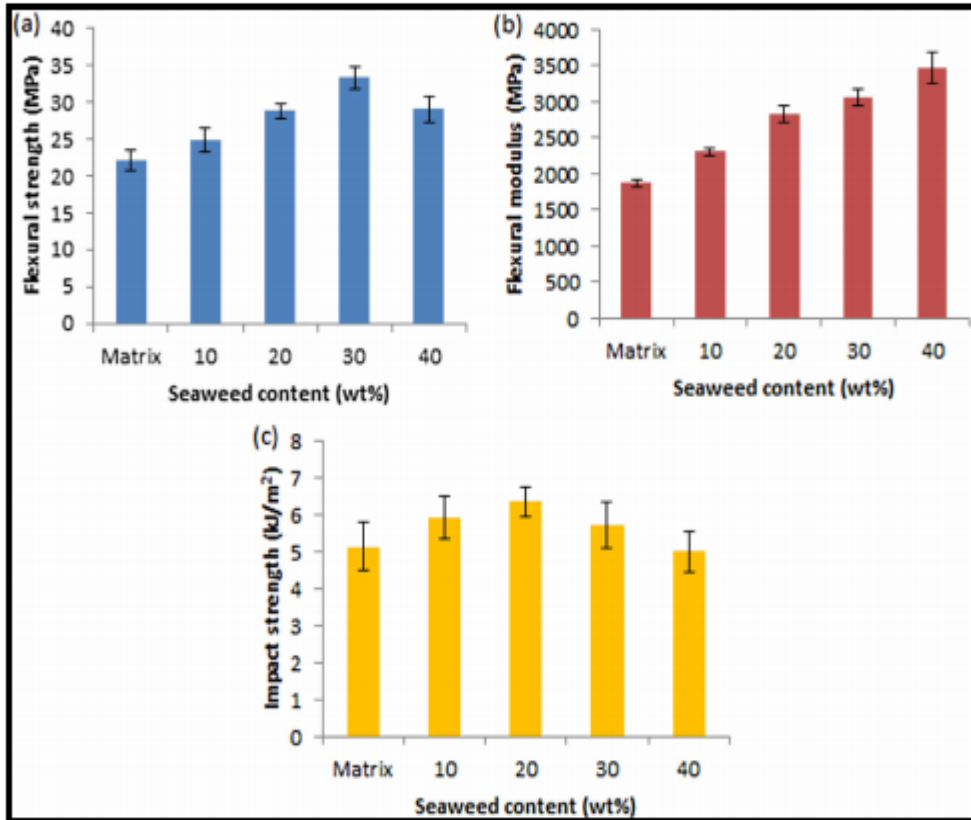 (a)
Flexural strength (MPa)
40
35
30
25
20
15
10
5
0
Matrix 10 20 30 40
Seaweed content (wt%)
(b)
Flexural modulus (MPa)
4000
3500
3000
2500
2000
1500
1000
500
0
Matrix 10 20 30 40
Seaweed content (wt%)
(c)
Impact strength (kJ/m²)
8
7
6
5
4
3
2
1
0
Matrix 10 20 30 40
Seaweed content (wt%)